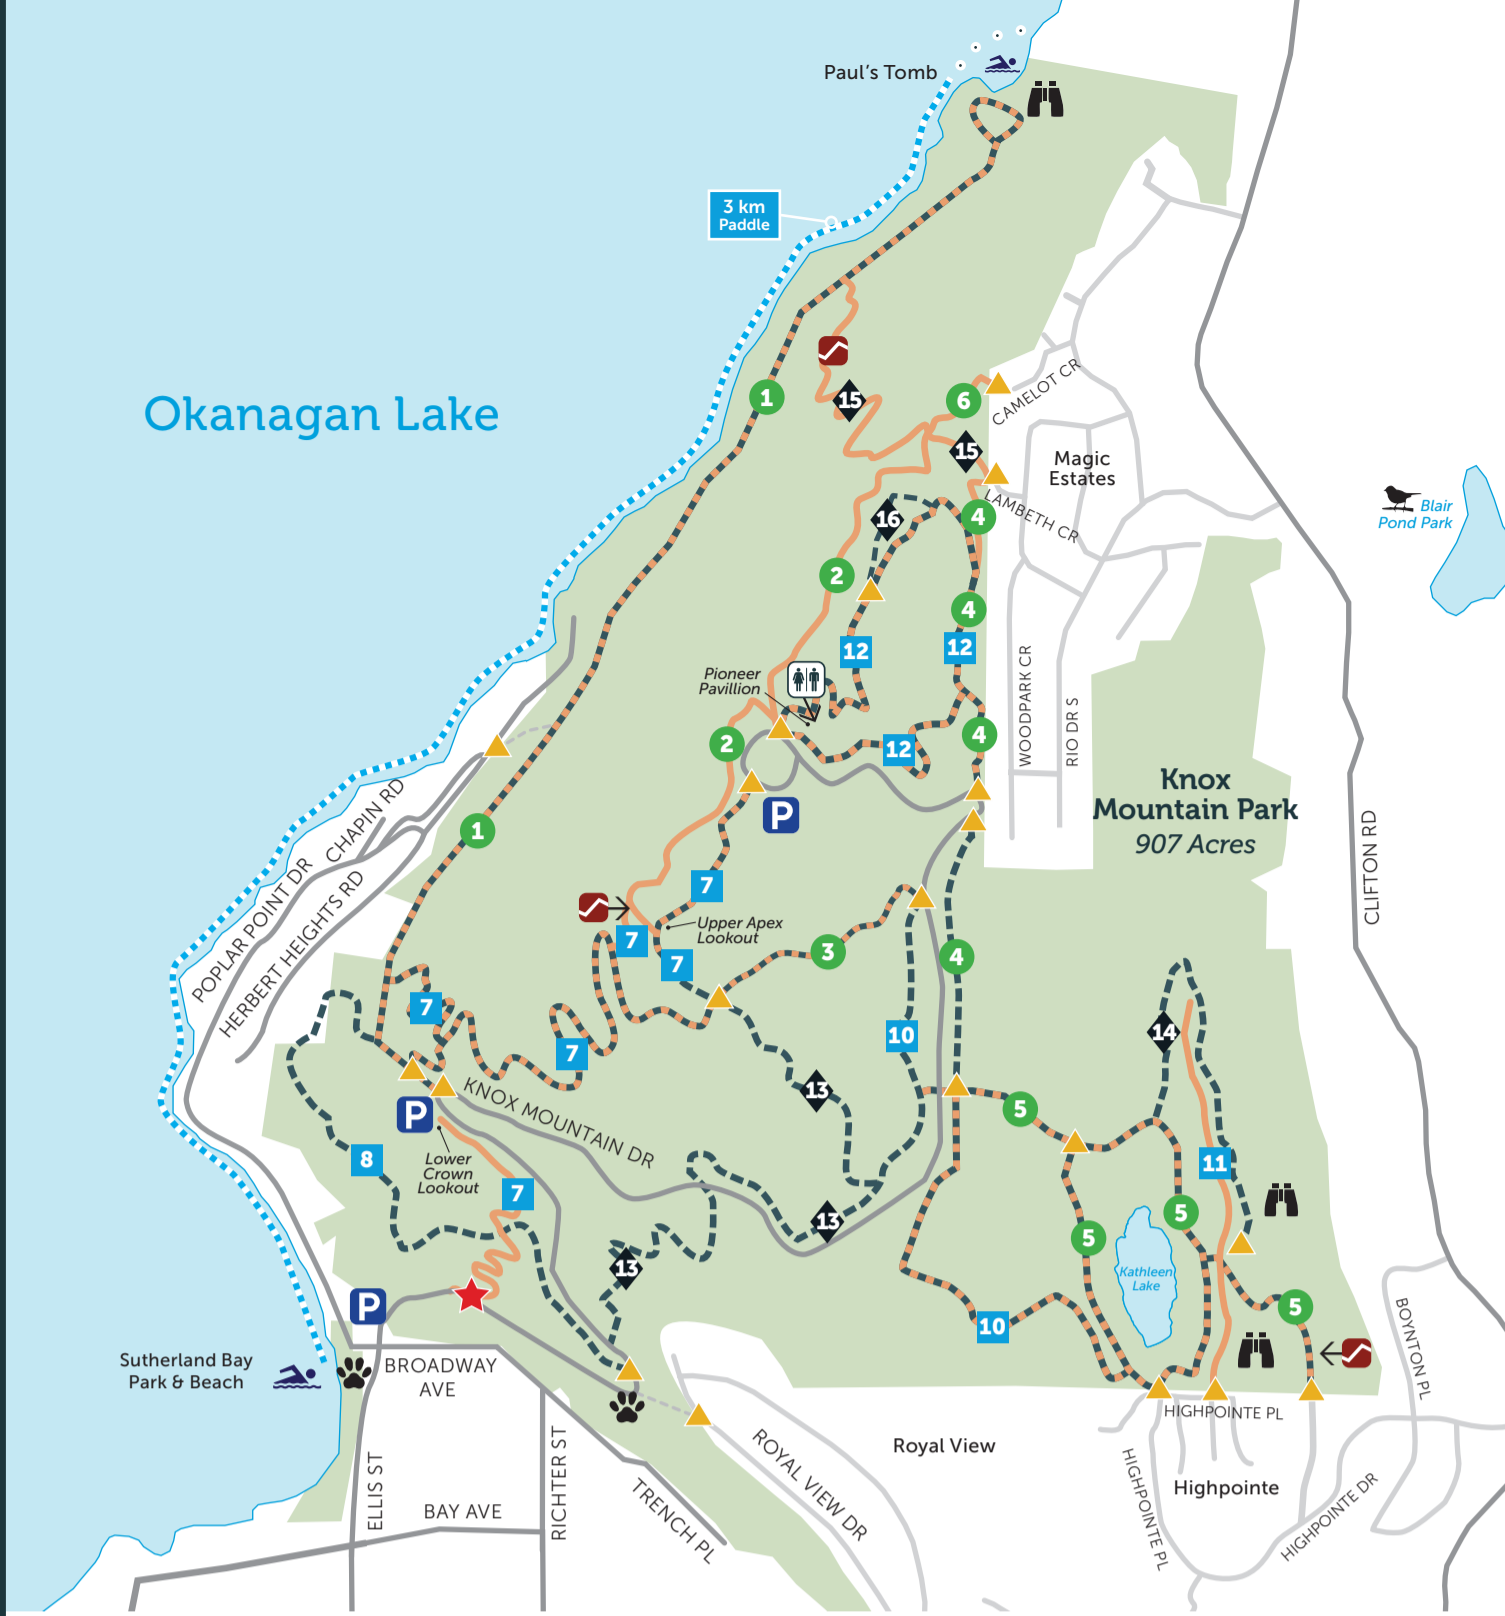 Paul's Tomb
3 km
Paddle
1
15
6
CAMELOT CR
15
Magic
Estates
Okanagan Lake
LAMBETH CR
4
16
Blair
Pond Park
2
4
12
12
Pioneer
Pavillion
WOODPARK CR
RIO DR S
2
12
4
P
Knox
Mountain Park
907 Acres
CHAPIN RD
POPLAR POINT DR
HERBERT HEIGHTS RD
1
CLIFTON RD
7
Upper Apex
Lookout
7
7
3
4
7
7
10
14
KNOX MOUNTAIN DR
13
5
P
Lower
Crown
Lookout
8
7
11
13
5
5
Kathleen
Lake
13
P
10
5
BOYNTON PL
Sutherland Bay
Park & Beach
BROADWAY
AVE
HIGHPOINTE PL
ROYAL VIEW DR
Royal View
HIGHPOINTE PL
Highpointe
HIGHPOINTE DR
ELLIS ST
BAY AVE
RICHTER ST
TRENCH PL